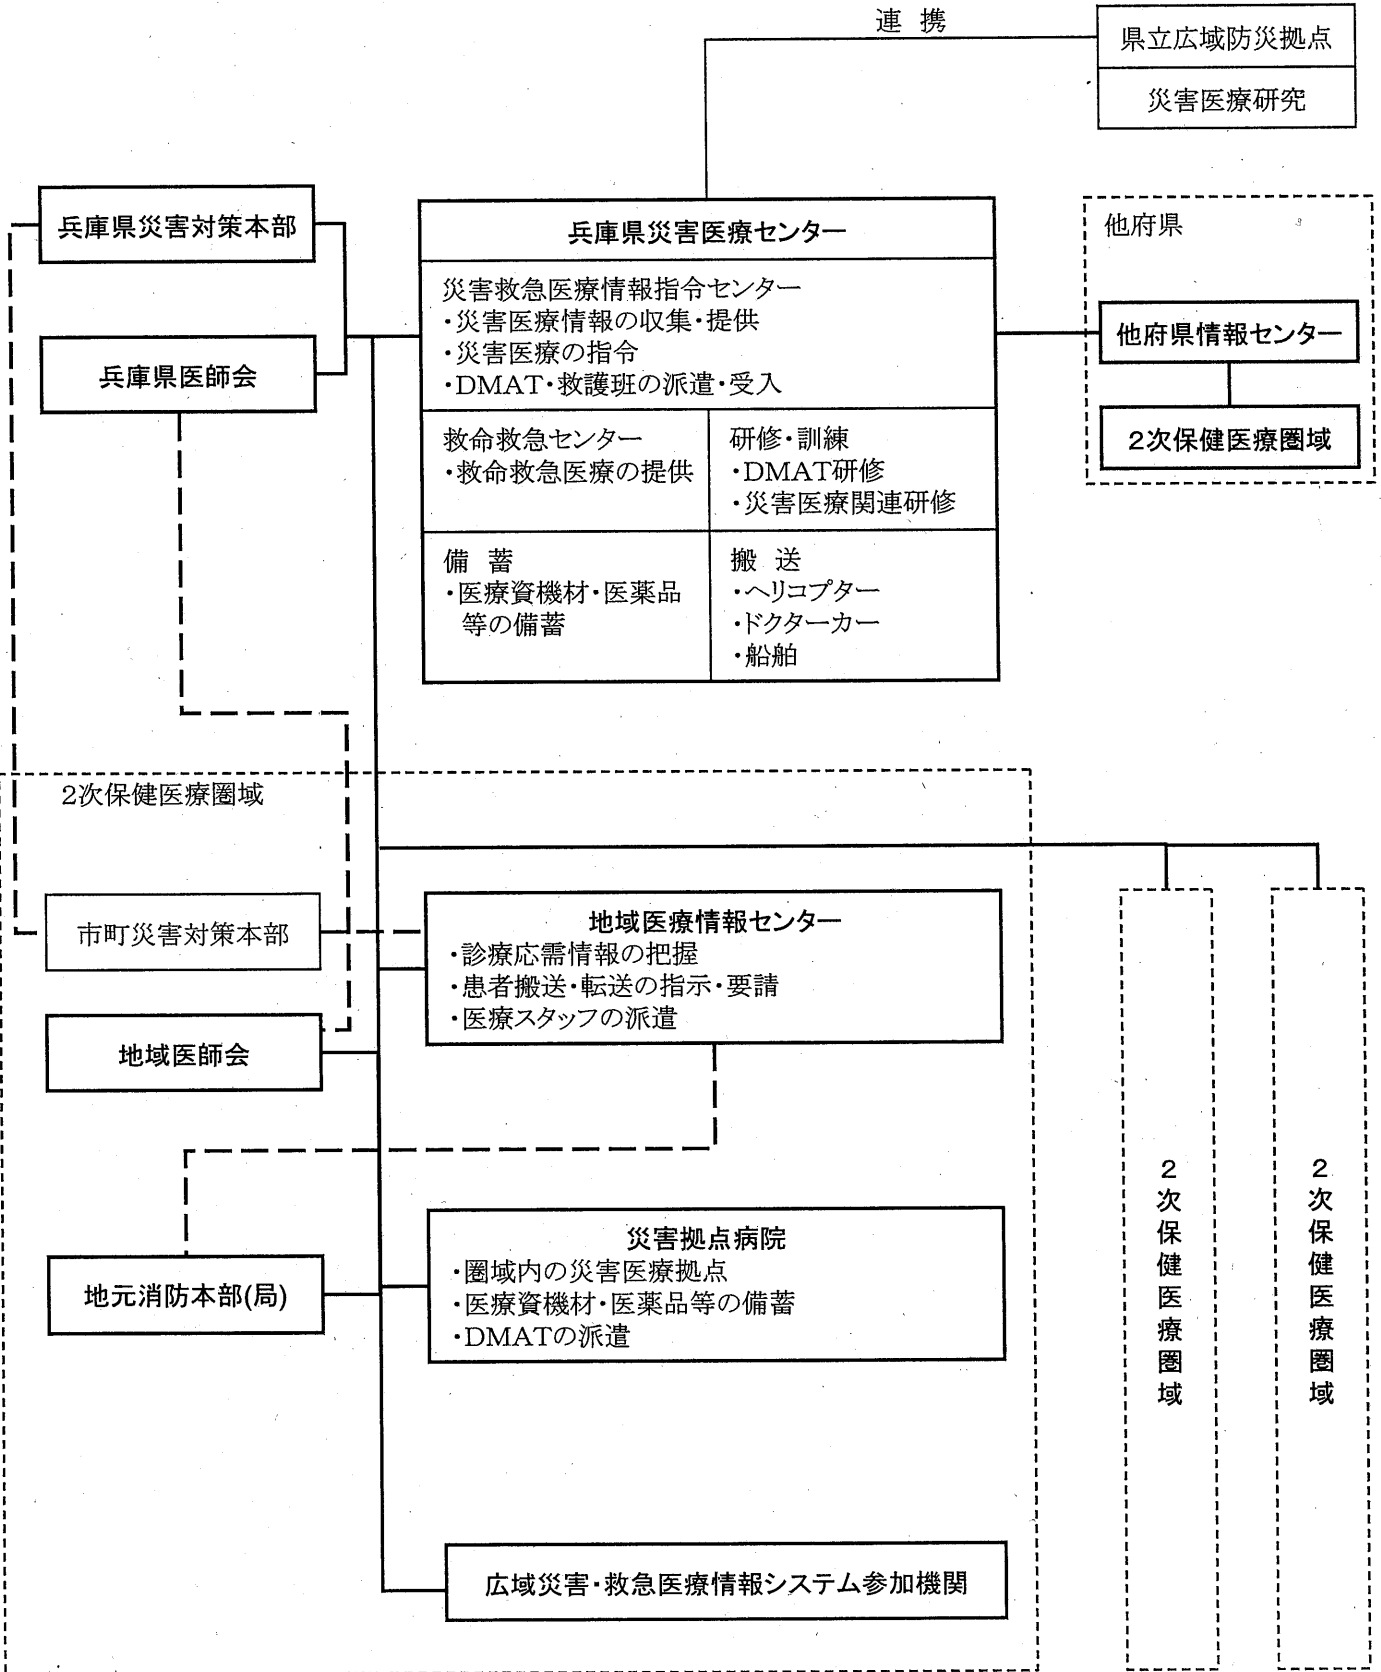 連 携
県立広域防災拠点
災害医療研究
兵庫県災害対策本部
兵庫県医師会
兵庫県災害医療センター
災害救急医療情報指令センター
・災害医療情報の収集・提供
・災害医療の指令
・DMAT・救護班の派遣・受入
救命救急センター
・救命救急医療の提供
研修・訓練
・DMAT研修
・災害医療関連研修
備 蓄
・医療資機材・医薬品
等の備蓄
搬 送
・ヘリコプター
・ドクターカー
・船舶
他府県
他府県情報センター
2次保健医療圏域
2次保健医療圏域
市町災害対策本部
地域医師会
地元消防本部(局)
地域医療情報センター
・診療応需情報の把握
・患者搬送・転送の指示・要請
・医療スタッフの派遣
災害拠点病院
・圏域内の災害医療拠点
・医療資機材・医薬品等の備蓄
・DMATの派遣
広域災害・救急医療情報システム参加機関
2次保健医療圏域
2次保健医療圏域